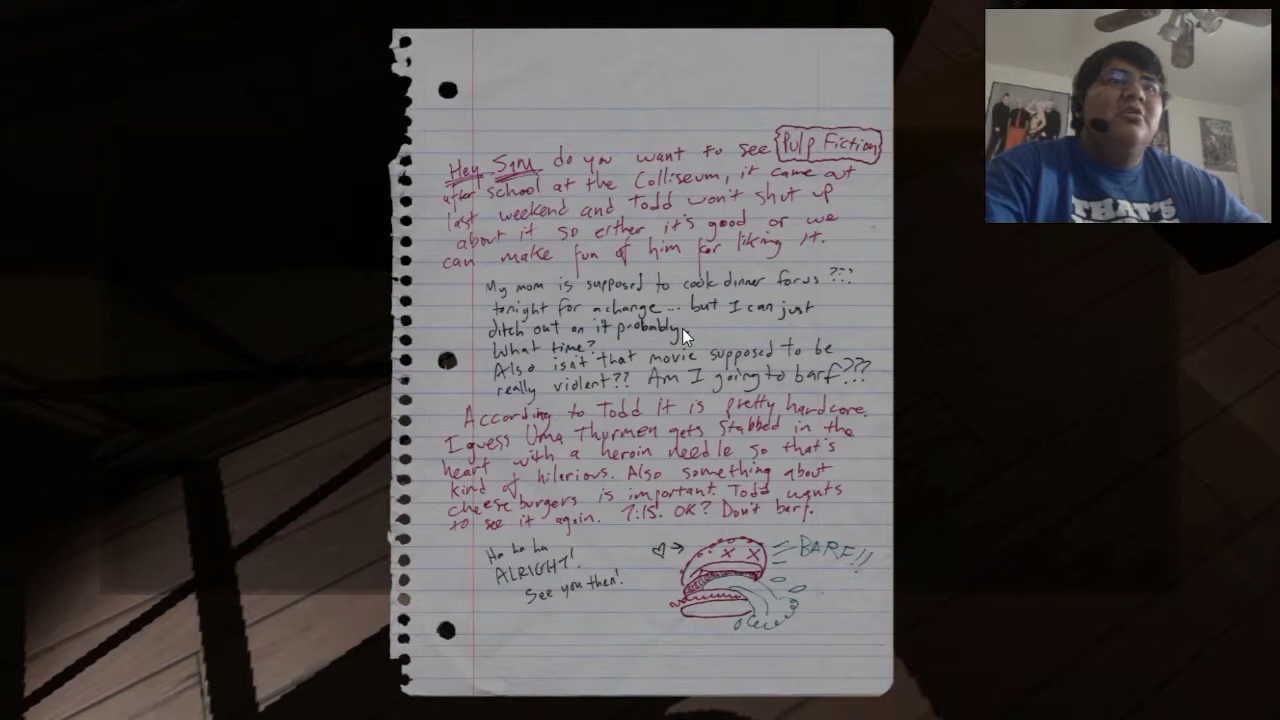 Hey Sam do you want to see Pulp Fiction
after school at the Colliseum, it came out
last weekend and Todd won't shut up
about it so either it's good or we
can make fun of him for liking it.
My mom is supposed to cook dinner for us ???
tonight for a change... but I can just
ditch out on it probably.
What time?
Also isn't that movie supposed to be
really violent?? Am I going to barf???
According to Todd it is pretty hardcore.
I guess Uma Thurmen gets stabbed in the
heart with a heroin needle so that's
kind of hilarious. Also something about
cheeseburgers is important. Todd wants
to see it again. 7:15. OK? Don't barf.
Ha ha ha
ALRIGHT!
See you then!
BARF!!
THAT'S